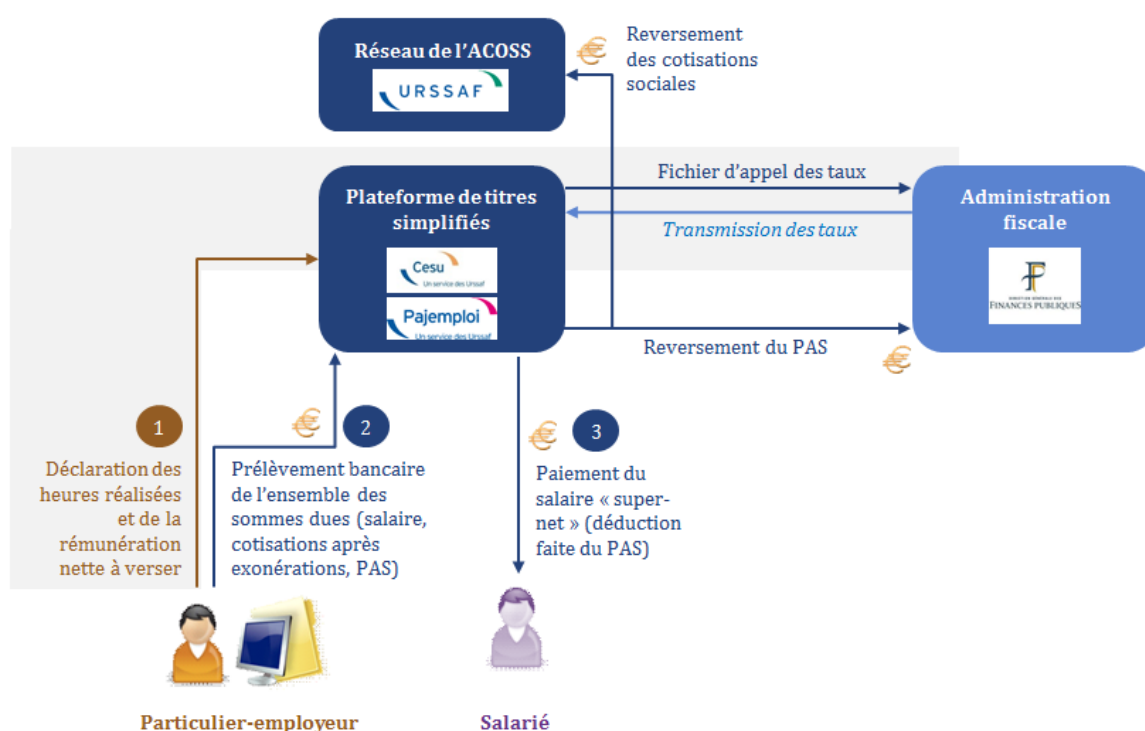 Réseau de l'ACOSS
URSSAF
Reversement
des cotisations
sociales
Plateforme de titres
simplifiés
Cesu
Un service des Urssaf
Pajemploi
Un service des Urssaf
Fichier d'appel des taux
Transmission des taux
Administration
fiscale
DIRECTION GÉNÉRALE DES
FINANCES PUBLIQUES
Reversement du PAS
1
Déclaration des
heures réalisées
et de la
rémunération
nette à verser
2
Prélèvement bancaire
de l'ensemble des
sommes dues (salaire,
cotisations après
exonérations, PAS)
3
Paiement du
salaire « super-
net » (déduction
faite du PAS)
Particulier-employeur
Salarié